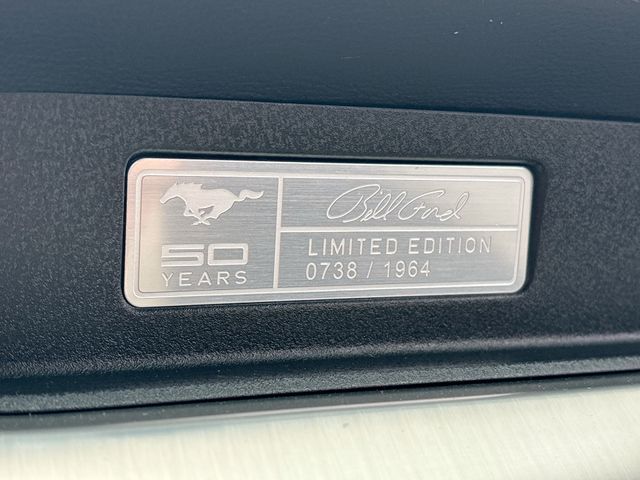 50
YEARS
Bill Ford
LIMITED EDITION
0738 / 1964